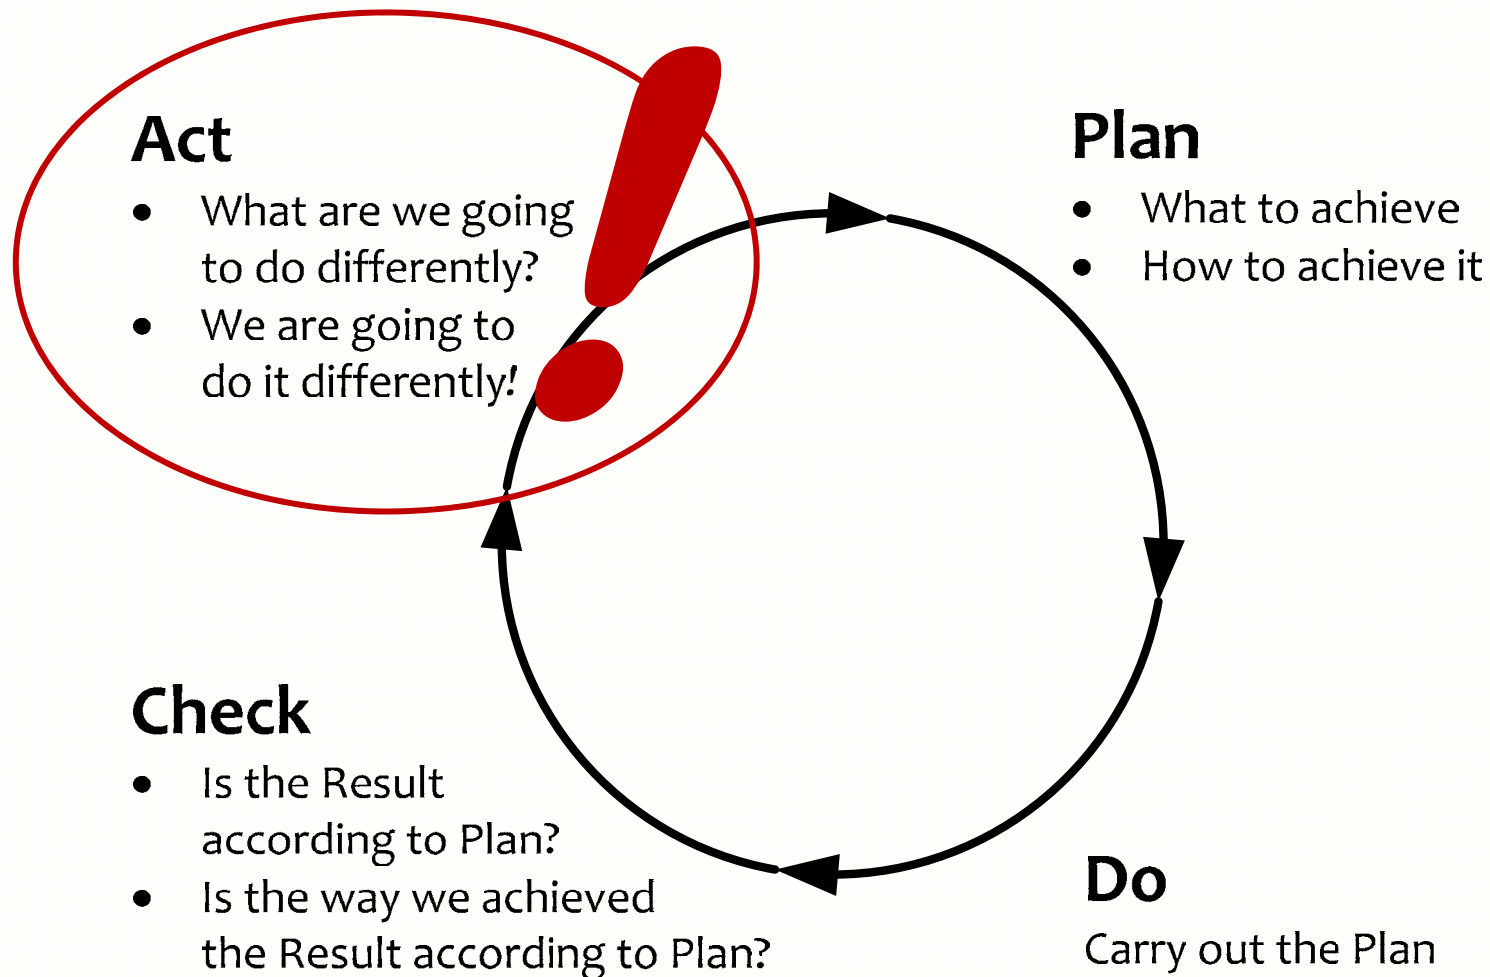 Act
• What are we going
to do differently?
• We are going to
do it differently!
Plan
• What to achieve
• How to achieve it
Check
• Is the Result
according to Plan?
• Is the way we achieved
the Result according to Plan?
Do
Carry out the Plan